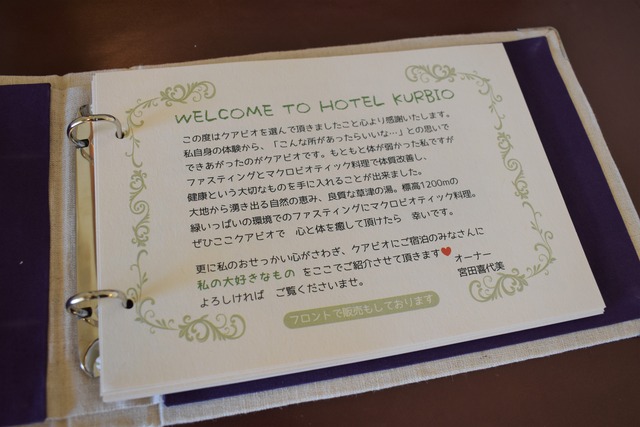 WELCOME TO HOTEL KURBIO
この度はクアビオを選んで頂きましたこと心より感謝いたします。
私自身の体験から、「こんな所があったらいいな…」との思いで
できあがったのがクアビオです。もともと体が弱かった私ですが
ファスティングとマクロビオティック料理で体質改善し、
健康という大切なものを手に入れることが出来ました。
大地から湧き出る自然の恵み、良質な草津の湯。標高1200mの
緑いっぱいの環境でのファスティングにマクロビオティック料理。
ぜひここクアビオで 心と体を癒して頂けたら 幸いです。
更に私のおせっかい心がさわぎ、クアビオにご宿泊のみなさんに
私の大好きなもの をここでご紹介させて頂きます❤
よろしければ ご覧くださいませ。
オーナー
宮田喜代美
フロントで販売もしております